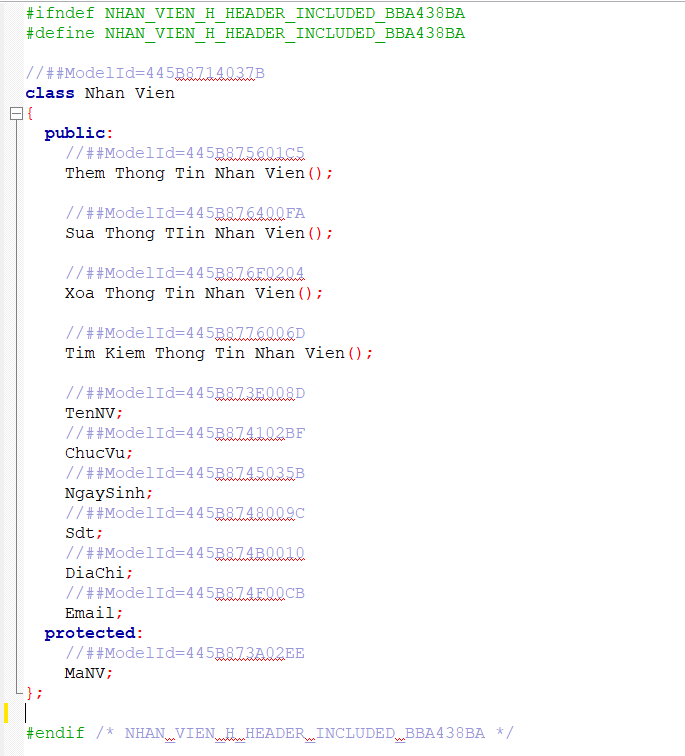 #ifndef NHAN_VIEN_H_HEADER_INCLUDED_BBA438BA
#define NHAN_VIEN_H_HEADER_INCLUDED_BBA438BA
//##ModelId=445B8714037B
class Nhan Vien
{
public:
//##ModelId=445B875601C5
Them Thong Tin Nhan Vien();
//##ModelId=445B876400FA
Sua Thong TIin Nhan Vien();
//##ModelId=445B876F0204
Xoa Thong Tin Nhan Vien();
//##ModelId=445B8776006D
Tim Kiem Thong Tin Nhan Vien();
//##ModelId=445B873E008D
TenNV;
//##ModelId=445B874102BF
ChucVu;
//##ModelId=445B8745035B
NgaySinh;
//##ModelId=445B8748009C
Sdt;
//##ModelId=445B874B0010
DiaChi;
//##ModelId=445B874F00CB
Email;
protected:
//##ModelId=445B873A02EE
MaNV;
};
#endif /* NHAN_VIEN_H_HEADER_INCLUDED_BBA438BA */